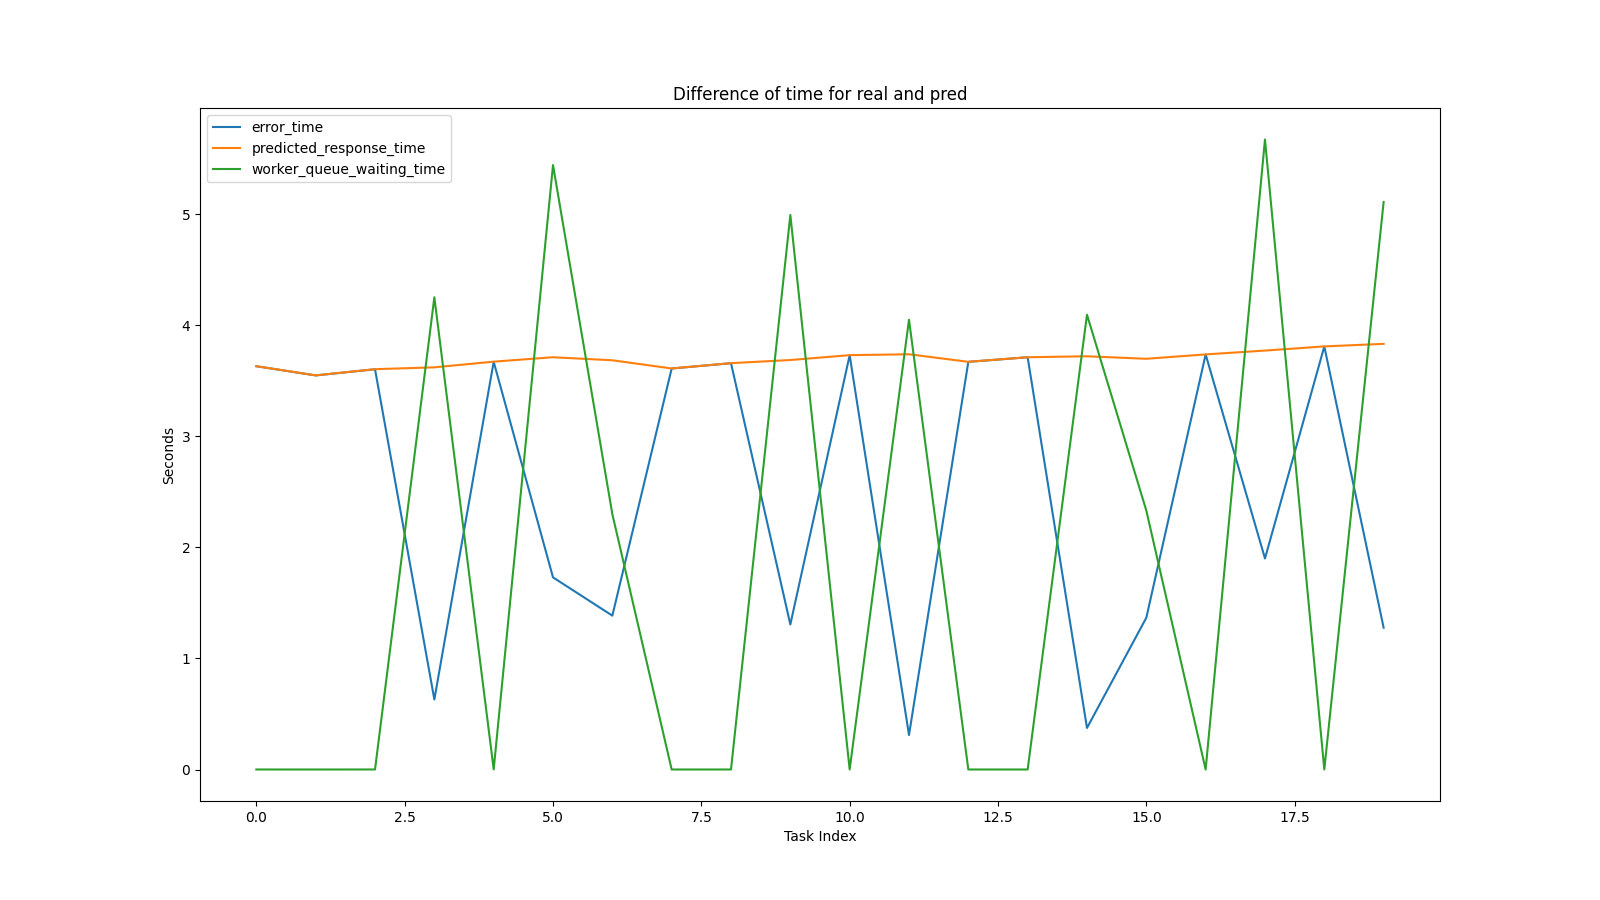 Difference of time for real and pred
error_time
predicted_response_time
worker_queue_waiting_time
5
4
3
2
1
0
Seconds
0.0 2.5 5.0 7.5 10.0 12.5 15.0 17.5
Task Index